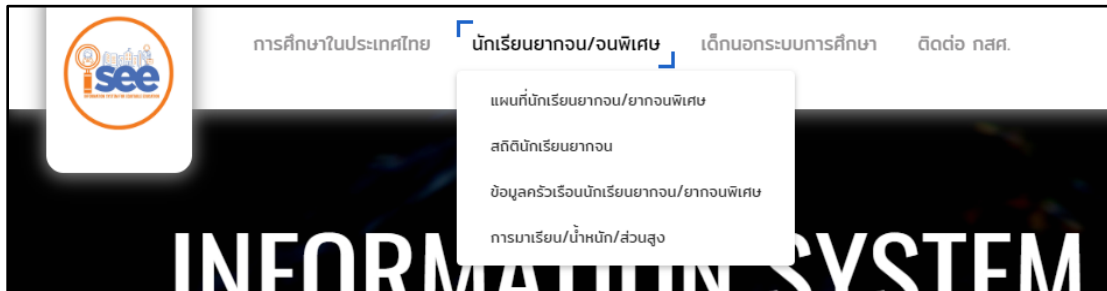 isee
การศึกษาในประเทศไทย นักเรียนยากจน/จนพิเศษ เด็กนอกระบบการศึกษา ติดต่อ กสศ.
แผนที่นักเรียนยากจน/ยากจนพิเศษ
สถิตินักเรียนยากจน
ข้อมูลครัวเรือนนักเรียนยากจน/ยากจนพิเศษ
การมาเรียน/น้ำหนัก/ส่วนสูง
INFORMATION SYSTEM